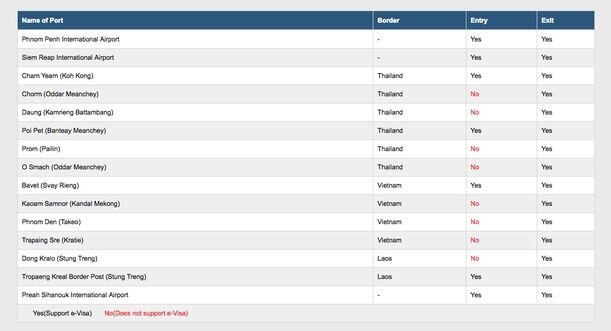 Name of Port Border Entry Exit
Phnom Penh International Airport - Yes Yes
Siem Reap International Airport - Yes Yes
Cham Yeam (Koh Kong) Thailand Yes Yes
Chorm (Oddar Meanchey) Thailand No Yes
Daung (Kamrieng Battambang) Thailand No Yes
Poi Pet (Banteay Meanchey) Thailand Yes Yes
Prom (Pailin) Thailand No Yes
O Smach (Oddar Meanchey) Thailand No Yes
Bavet (Svay Rieng) Vietnam Yes Yes
Kaoam Samnor (Kandal Mekong) Vietnam No Yes
Phnom Den (Takeo) Vietnam No Yes
Trapaing Sre (Kratie) Vietnam No Yes
Dong Kralo (Stung Treng) Laos No Yes
Tropaeng Kreal Border Post (Stung Treng) Laos Yes Yes
Preah Sihanouk International Airport - Yes Yes
Yes(Support e-Visa) No(Does not support e-Visa)